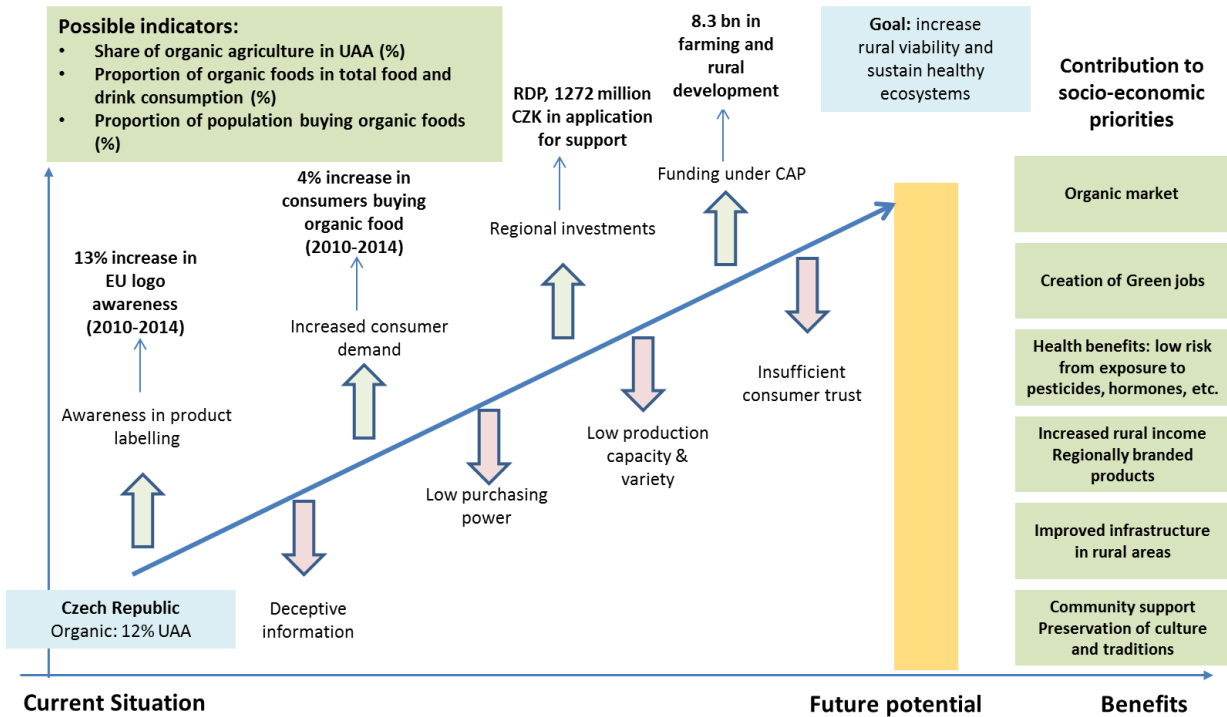 Possible indicators:
• Share of organic agriculture in UAA (%)
• Proportion of organic foods in total food and
drink consumption (%)
• Proportion of population buying organic foods
(%)
8.3 bn in
farming and
rural
development
Goal: increase
rural viability and
sustain healthy
ecosystems
Contribution to
socio-economic
priorities
RDP, 1272 million
CZK in application
for support
4% increase in
consumers buying
organic food
(2010-2014)
Funding under CAP
Regional investments
13% increase in
EU logo
awareness
(2010-2014)
Increased consumer
demand
Awareness in product
labelling
Insufficient
consumer trust
Low production
capacity &
variety
Low purchasing
power
Deceptive
information
Czech Republic
Organic: 12% UAA
Organic market
Creation of Green jobs
Health benefits: low risk
from exposure to
pesticides, hormones, etc.
Increased rural income
Regionally branded
products
Improved infrastructure
in rural areas
Community support
Preservation of culture
and traditions
Current Situation
Future potential
Benefits